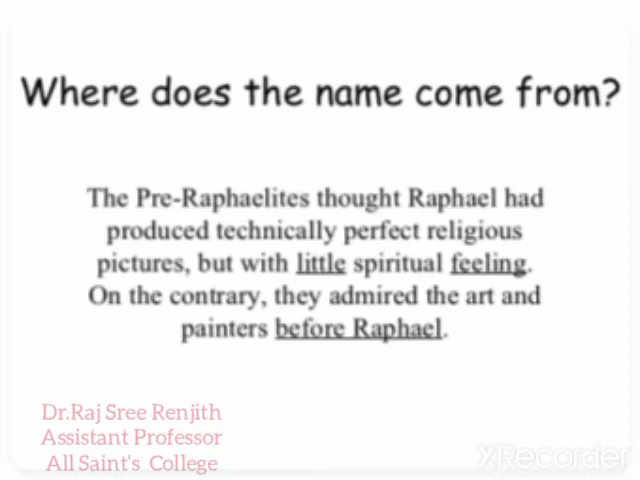 Where does the name come from?
The Pre-Raphaelites thought Raphael had
produced technically perfect religious
pictures, but with little spiritual feeling.
On the contrary, they admired the art and
painters before Raphael.
Dr.Raj Sree Renjith
Assistant Professor
All Saint's College
XRecorder